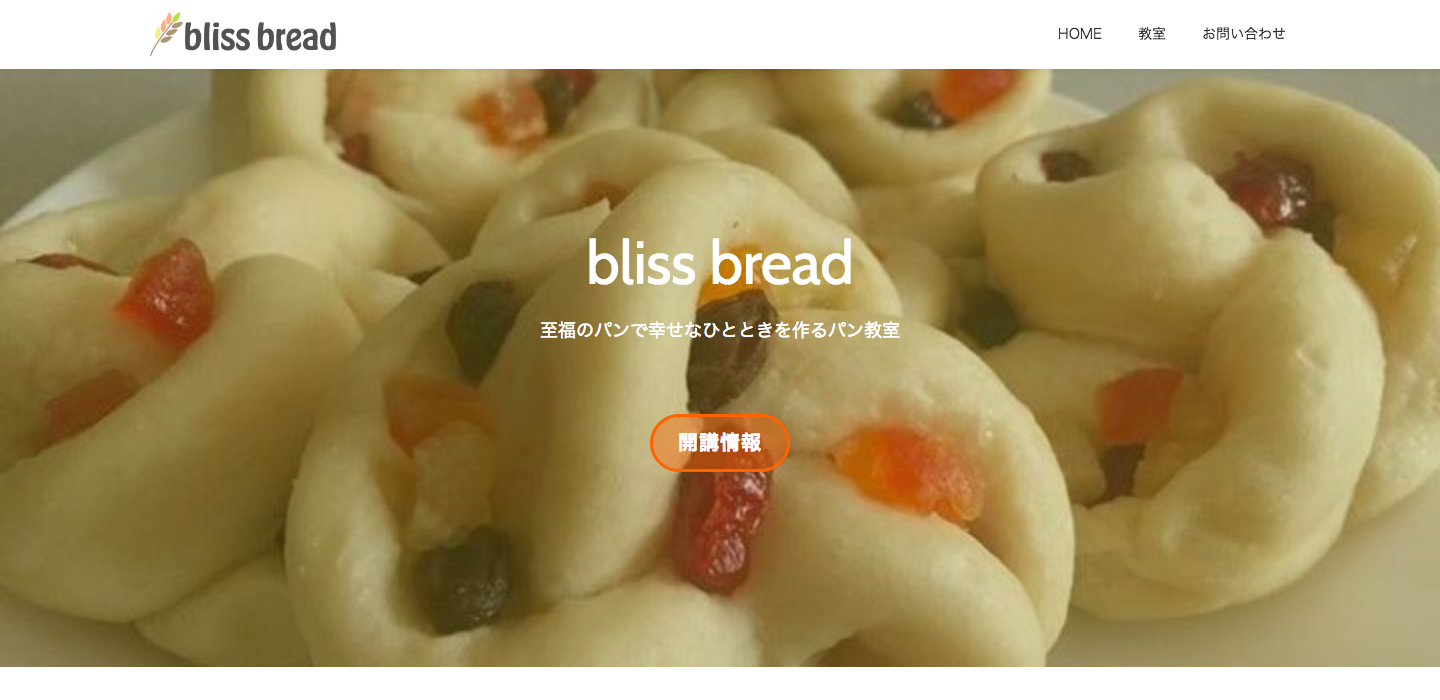 bliss bread
HOME
教室
お問い合わせ
bliss bread
至福のパンで幸せなひとときを作るパン教室
開講情報